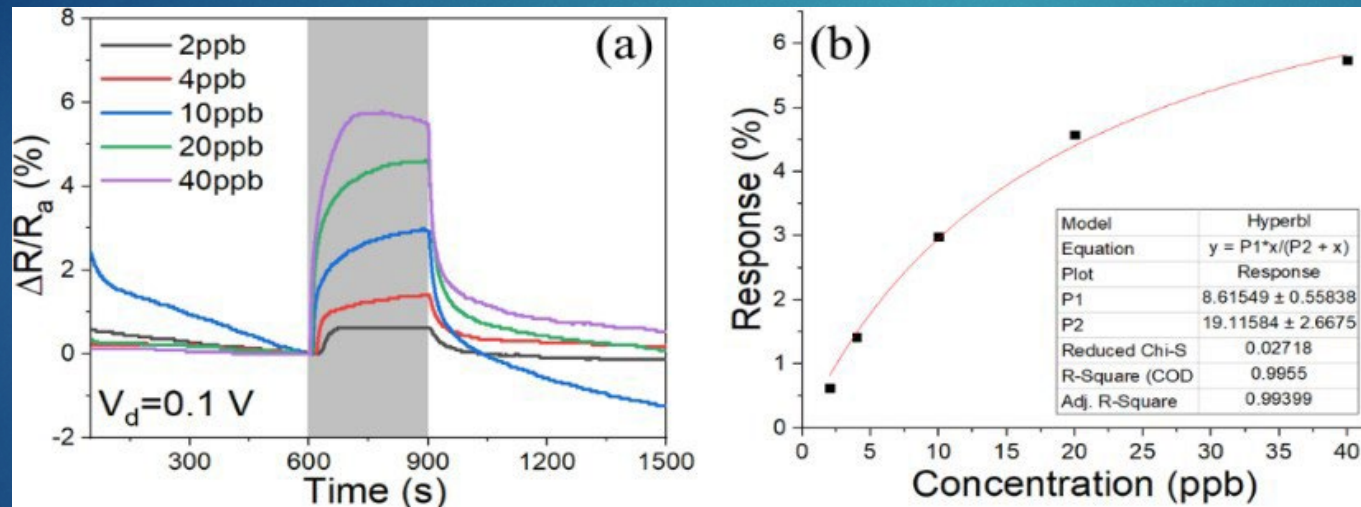 (a)
8
6
4
2
0
-2
ΔR/Rₐ (%)
2ppb
4ppb
10ppb
20ppb
40ppb
V_d=0.1 V
300
600
900
1200
1500
Time (s)
(b)
6
5
4
3
2
1
0
Response (%)
Model Hyperbl
Equation y = P1*x/(P2 + x)
Plot Response
P1 8.61549 ± 0.55838
P2 19.11584 ± 2.6675
Reduced Chi-S 0.02718
R-Square (COD 0.9955
Adj. R-Square 0.99399
0
5
10
15
20
25
30
35
40
Concentration (ppb)